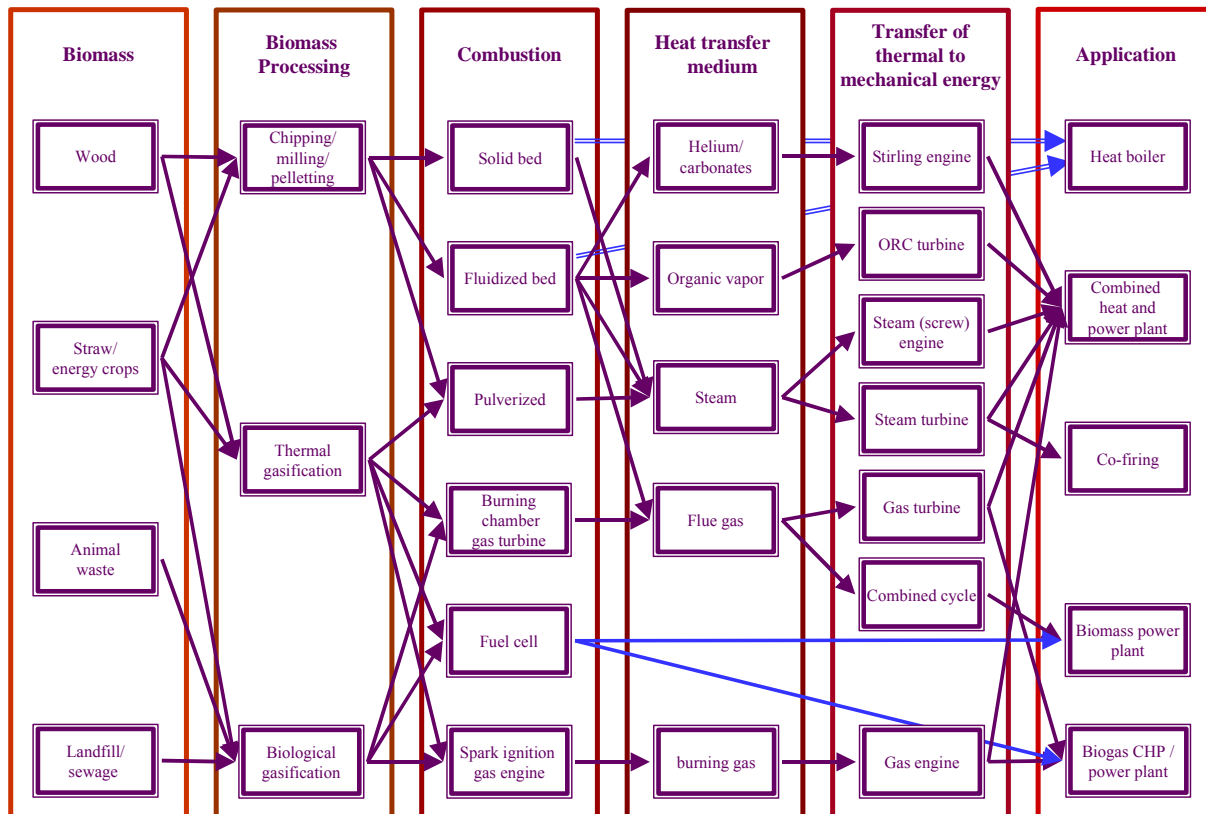 Biomass
Wood
Straw/
energy crops
Animal
waste
Landfill/
sewage
Biomass
Processing
Chipping/
milling/
pelletting
Thermal
gasification
Biological
gasification
Combustion
Solid bed
Fluidized bed
Pulverized
Burning
chamber
gas turbine
Fuel cell
Spark ignition
gas engine
Heat transfer
medium
Helium/
carbonates
Organic vapor
Steam
Flue gas
burning gas
Transfer of
thermal to
mechanical energy
Stirling engine
ORC turbine
Steam (screw)
engine
Steam turbine
Gas turbine
Combined cycle
Gas engine
Application
Heat boiler
Combined
heat and
power plant
Co-firing
Biomass power
plant
Biogas CHP /
power plant